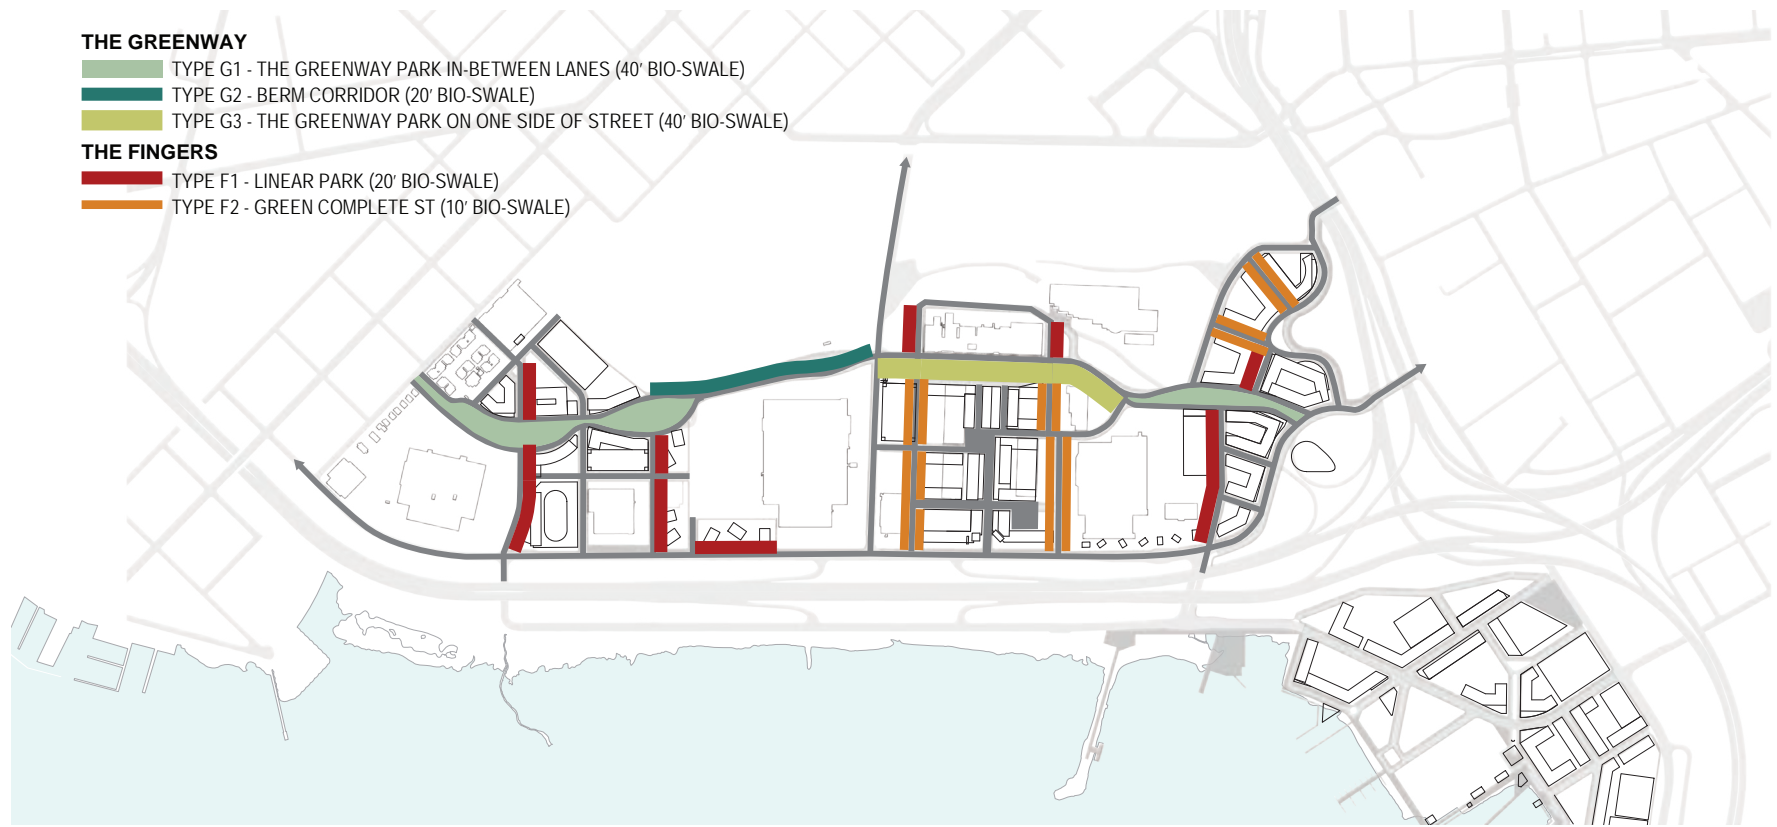 THE GREENWAY
TYPE G1 - THE GREENWAY PARK IN-BETWEEN LANES (40' BIO-SWALE)
TYPE G2 - BERM CORRIDOR (20' BIO-SWALE)
TYPE G3 - THE GREENWAY PARK ON ONE SIDE OF STREET (40' BIO-SWALE)
THE FINGERS
TYPE F1 - LINEAR PARK (20' BIO-SWALE)
TYPE F2 - GREEN COMPLETE ST (10' BIO-SWALE)